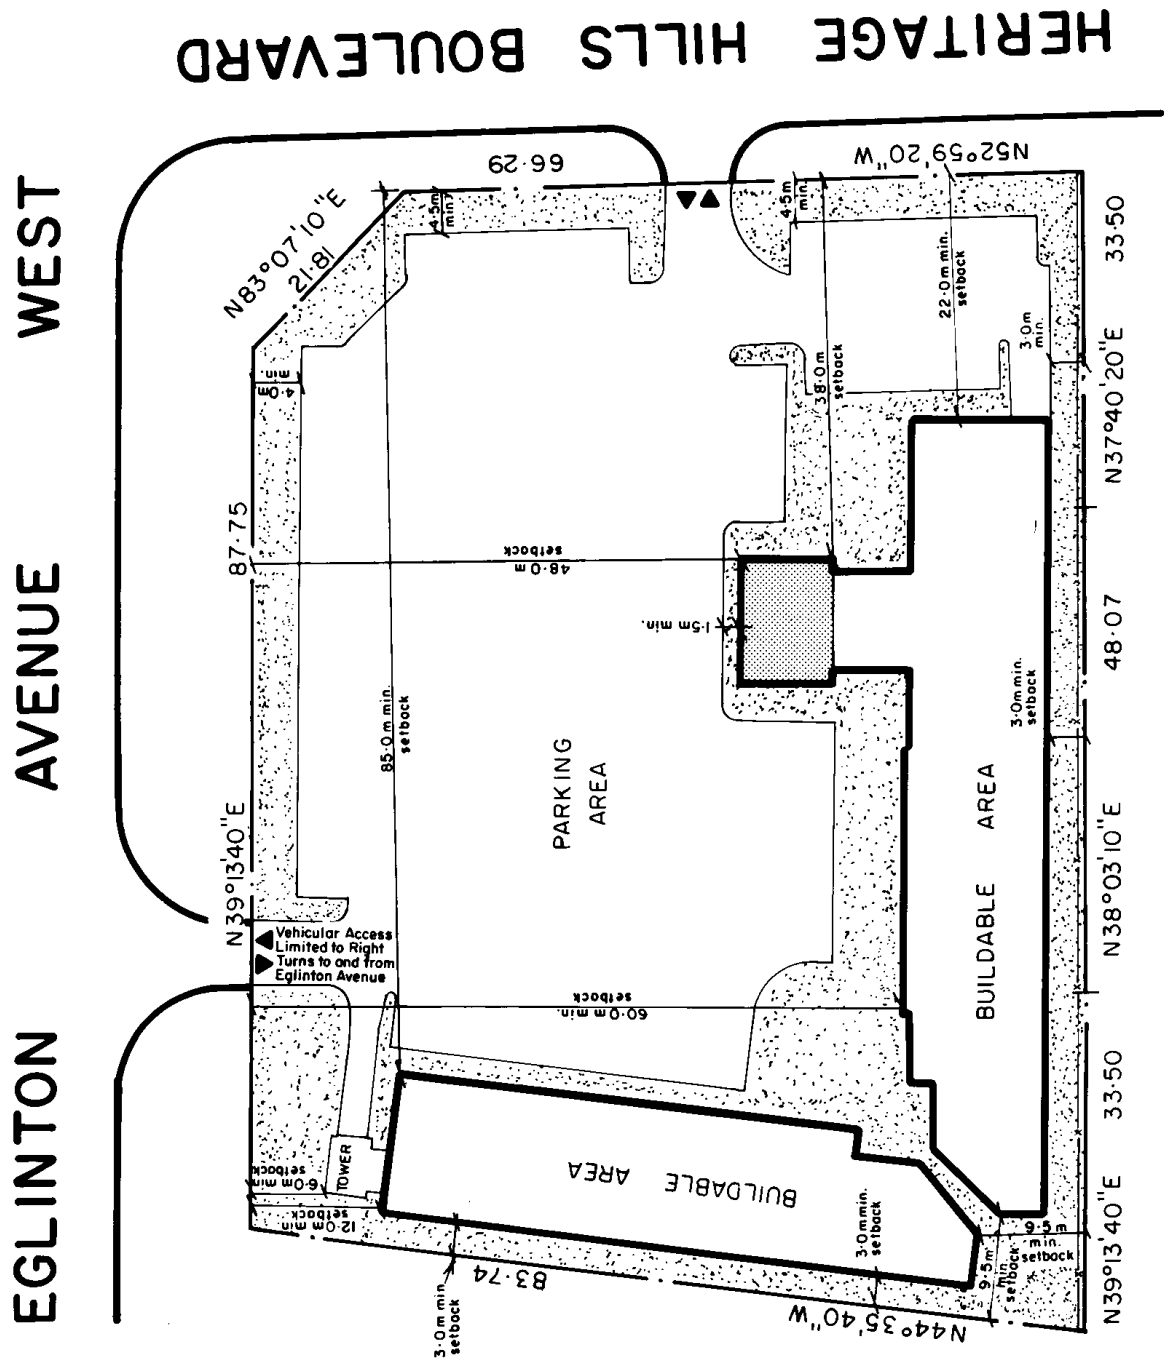 HERITAGE HILLS BOULEVARD
EGLINTON AVENUE WEST
N83°07'10"E
21·81
66·29
N52°59'20"W
4·5m
min.
4·5m
min.
38·0m
setback
22·0m min.
setback
33·50
3·0m
min.
N37°40'20"E
4·0m
min.
87·75
48·0m
setback
1·5m min.
48·07
3·0m min.
setback
85·0m min.
setback
PARKING
AREA
BUILDABLE AREA
N39°13'40"E
N38°03'10"E
Vehicular Access
Limited to Right
Turns to and from
Eglinton Avenue
60·0m min.
setback
33·50
TOWER
6·0m min.
setback
12·0m min.
setback
BUILDABLE
AREA
3·0m min.
setback
83·74
3·0m min.
setback
9·5m
min.
setback
9·5m
min.
setback
N44°35'40"W
N39°13'40"E